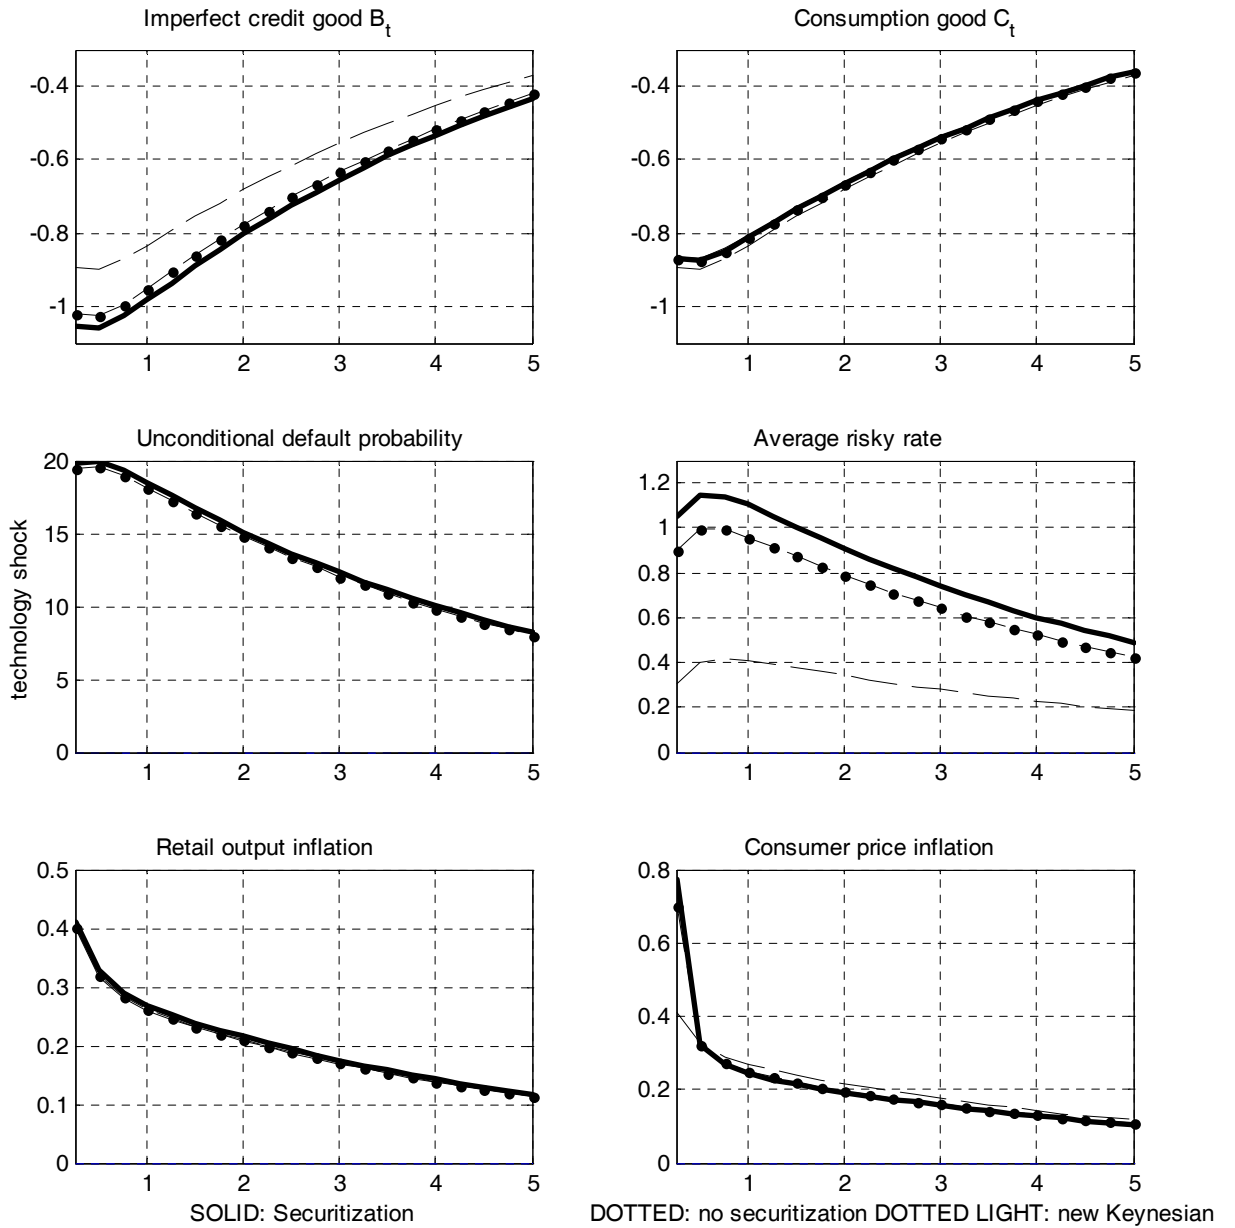 Imperfect credit good Bt
Consumption good Ct
-0.4
-0.6
-0.8
-1
1 2 3 4 5
-0.4
-0.6
-0.8
-1
1 2 3 4 5
Unconditional default probability
Average risky rate
technology shock
20
15
10
5
0
1 2 3 4 5
1.2
1
0.8
0.6
0.4
0.2
0
1 2 3 4 5
Retail output inflation
Consumer price inflation
0.5
0.4
0.3
0.2
0.1
0
1 2 3 4 5
0.8
0.6
0.4
0.2
0
1 2 3 4 5
SOLID: Securitization
DOTTED: no securitization DOTTED LIGHT: new Keynesian